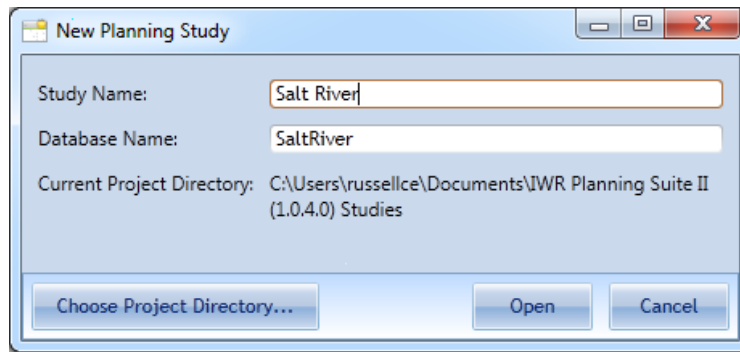 New Planning Study
Study Name: Salt River
Database Name: SaltRiver
Current Project Directory: C:\Users\russellce\Documents\IWR Planning Suite II
(1.0.4.0) Studies
Choose Project Directory... Open Cancel